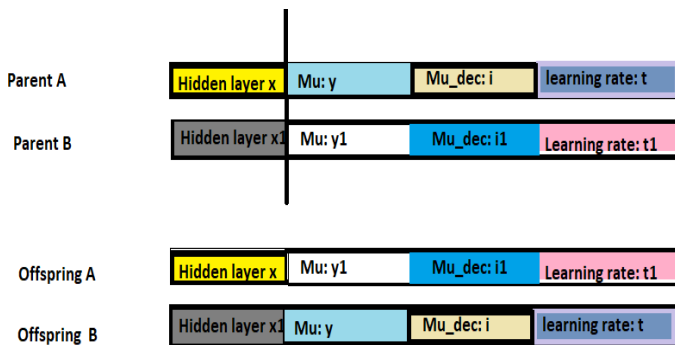 Parent A Hidden layer x Mu: y Mu_dec: i learning rate: t
Parent B Hidden layer x1 Mu: y1 Mu_dec: i1 Learning rate: t1
Offspring A Hidden layer x Mu: y1 Mu_dec: i1 Learning rate: t1
Offspring B Hidden layer x1 Mu: y Mu_dec: i learning rate: t